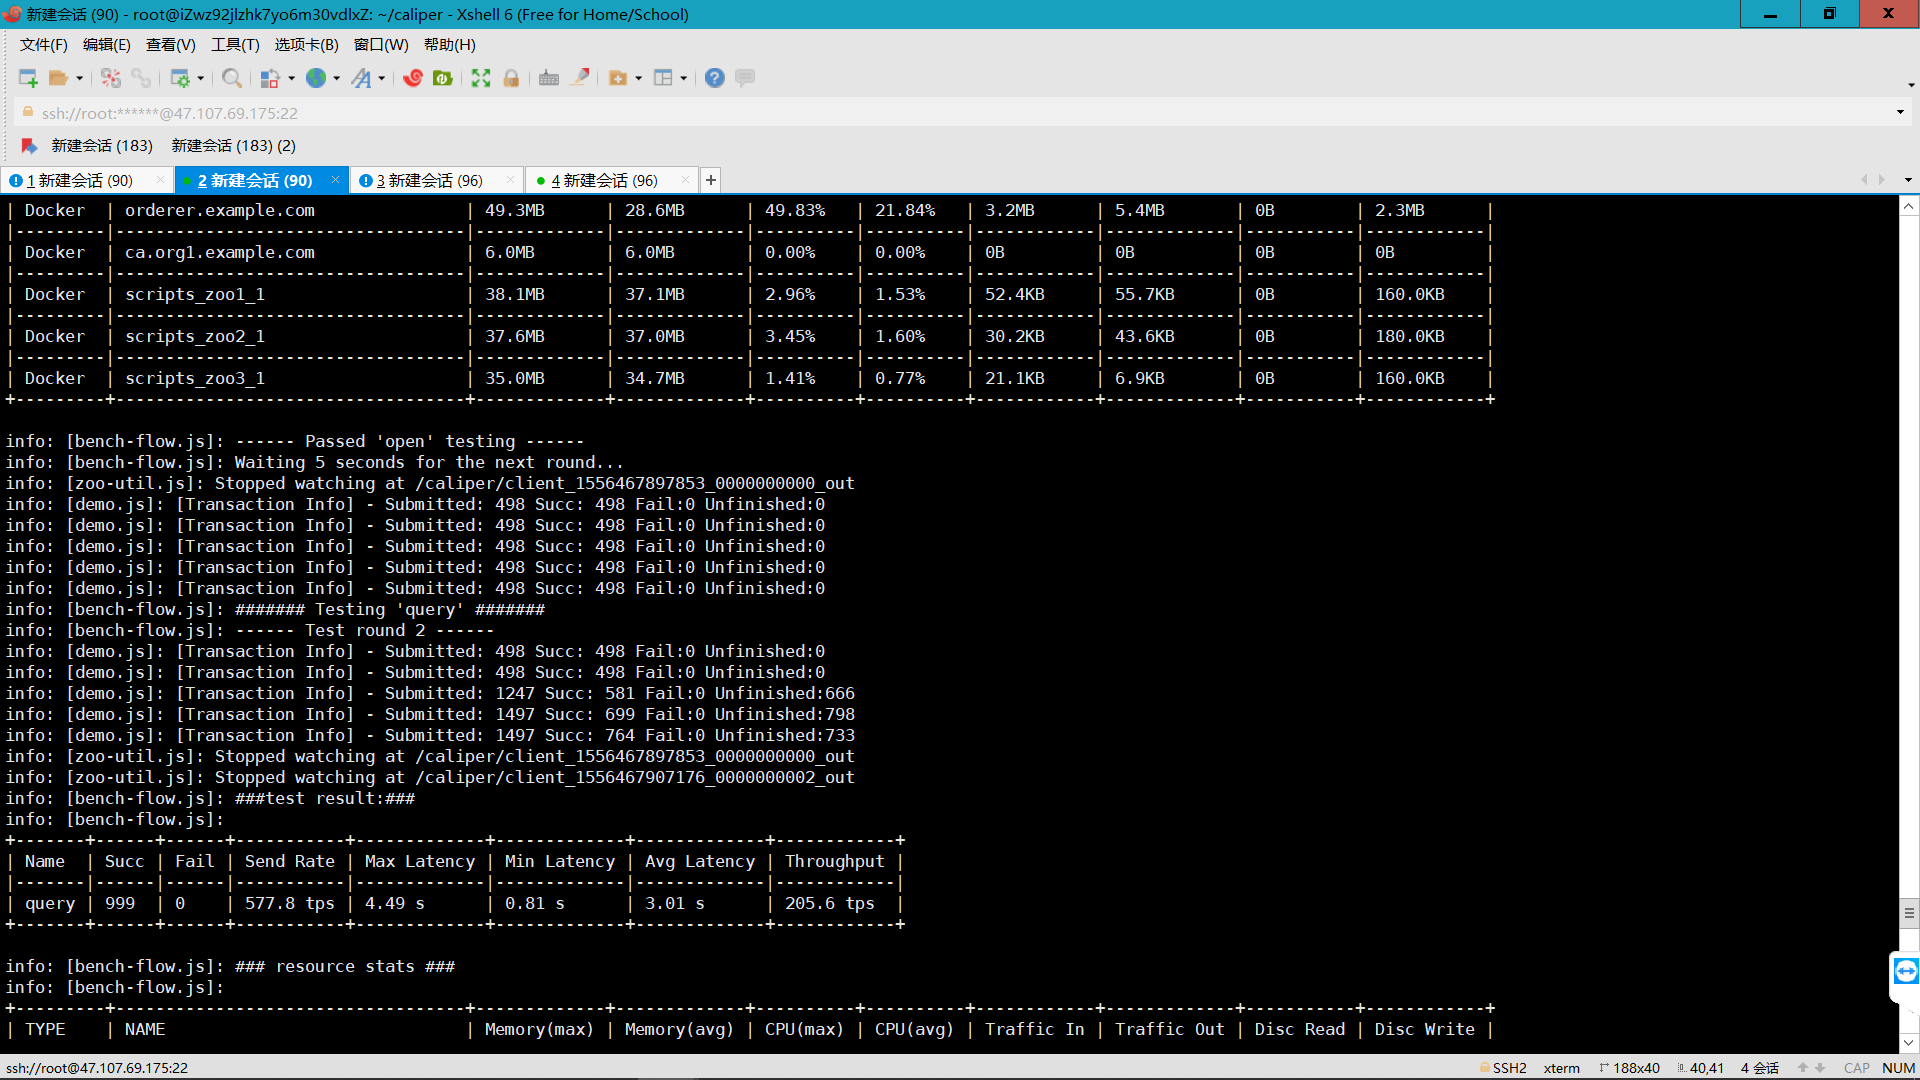 新建会话 (90) - root@iZwz92jlzhk7yo6m30vdlxZ: ~/caliper - Xshell 6 (Free for Home/School)
文件(F) 编辑(E) 查看(V) 工具(T) 选项卡(B) 窗口(W) 帮助(H)
ssh://root:******@47.107.69.175:22
新建会话 (183) 新建会话 (183) (2)
1 新建会话 (90) × 2 新建会话 (90) × 3 新建会话 (96) × 4 新建会话 (96) × +
| Docker | orderer.example.com | 49.3MB | 28.6MB | 49.83% | 21.84% | 3.2MB | 5.4MB | 0B | 2.3MB |
|---------|-----------------------------------|-------------|-------------|----------|----------|------------|-------------|-----------|------------|
| Docker | ca.org1.example.com | 6.0MB | 6.0MB | 0.00% | 0.00% | 0B | 0B | 0B | 0B |
|---------|-----------------------------------|-------------|-------------|----------|----------|------------|-------------|-----------|------------|
| Docker | scripts_zoo1_1 | 38.1MB | 37.1MB | 2.96% | 1.53% | 52.4KB | 55.7KB | 0B | 160.0KB |
|---------|-----------------------------------|-------------|-------------|----------|----------|------------|-------------|-----------|------------|
| Docker | scripts_zoo2_1 | 37.6MB | 37.0MB | 3.45% | 1.60% | 30.2KB | 43.6KB | 0B | 180.0KB |
|---------|-----------------------------------|-------------|-------------|----------|----------|------------|-------------|-----------|------------|
| Docker | scripts_zoo3_1 | 35.0MB | 34.7MB | 1.41% | 0.77% | 21.1KB | 6.9KB | 0B | 160.0KB |
+---------+-----------------------------------+-------------+-------------+----------+----------+------------+-------------+-----------+------------+
info: [bench-flow.js]: ------ Passed 'open' testing ------
info: [bench-flow.js]: Waiting 5 seconds for the next round...
info: [zoo-util.js]: Stopped watching at /caliper/client_1556467897853_0000000000_out
info: [demo.js]: [Transaction Info] - Submitted: 498 Succ: 498 Fail:0 Unfinished:0
info: [demo.js]: [Transaction Info] - Submitted: 498 Succ: 498 Fail:0 Unfinished:0
info: [demo.js]: [Transaction Info] - Submitted: 498 Succ: 498 Fail:0 Unfinished:0
info: [demo.js]: [Transaction Info] - Submitted: 498 Succ: 498 Fail:0 Unfinished:0
info: [demo.js]: [Transaction Info] - Submitted: 498 Succ: 498 Fail:0 Unfinished:0
info: [bench-flow.js]: ####### Testing 'query' #######
info: [bench-flow.js]: ------ Test round 2 ------
info: [demo.js]: [Transaction Info] - Submitted: 498 Succ: 498 Fail:0 Unfinished:0
info: [demo.js]: [Transaction Info] - Submitted: 498 Succ: 498 Fail:0 Unfinished:0
info: [demo.js]: [Transaction Info] - Submitted: 1247 Succ: 581 Fail:0 Unfinished:666
info: [demo.js]: [Transaction Info] - Submitted: 1497 Succ: 699 Fail:0 Unfinished:798
info: [demo.js]: [Transaction Info] - Submitted: 1497 Succ: 764 Fail:0 Unfinished:733
info: [zoo-util.js]: Stopped watching at /caliper/client_1556467897853_0000000000_out
info: [zoo-util.js]: Stopped watching at /caliper/client_1556467907176_0000000002_out
info: [bench-flow.js]: ###test result:###
info: [bench-flow.js]:
+-------+------+------+-----------+-------------+-------------+-------------+------------+
| Name | Succ | Fail | Send Rate | Max Latency | Min Latency | Avg Latency | Throughput |
|-------|------|------|-----------|-------------|-------------|-------------|------------|
| query | 999 | 0 | 577.8 tps | 4.49 s | 0.81 s | 3.01 s | 205.6 tps |
+-------+------+------+-----------+-------------+-------------+-------------+------------+
info: [bench-flow.js]: ### resource stats ###
info: [bench-flow.js]:
+---------+-----------------------------------+-------------+-------------+----------+----------+------------+-------------+-----------+------------+
| TYPE | NAME | Memory(max) | Memory(avg) | CPU(max) | CPU(avg) | Traffic In | Traffic Out | Disc Read | Disc Write |
ssh://root@47.107.69.175:22 SSH2 xterm 188x40 40,41 4 会话 CAP NUM